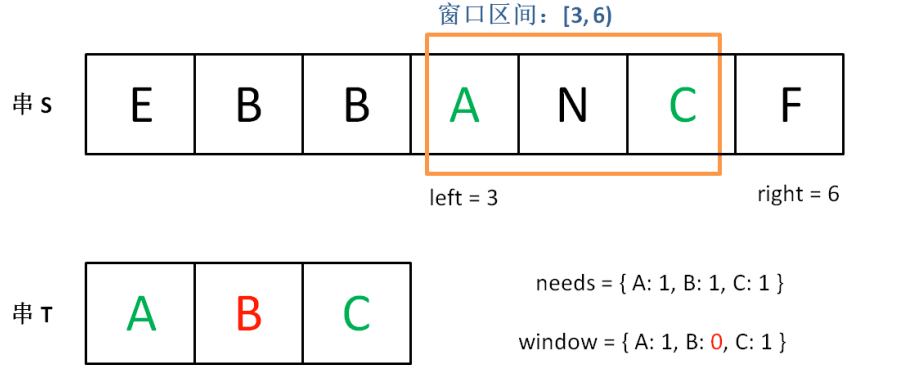 窗口区间：[3,6)
串 S E B B A N C F
left = 3 right = 6
串 T A B C
needs = { A: 1, B: 1, C: 1 }
window = { A: 1, B: 0, C: 1 }